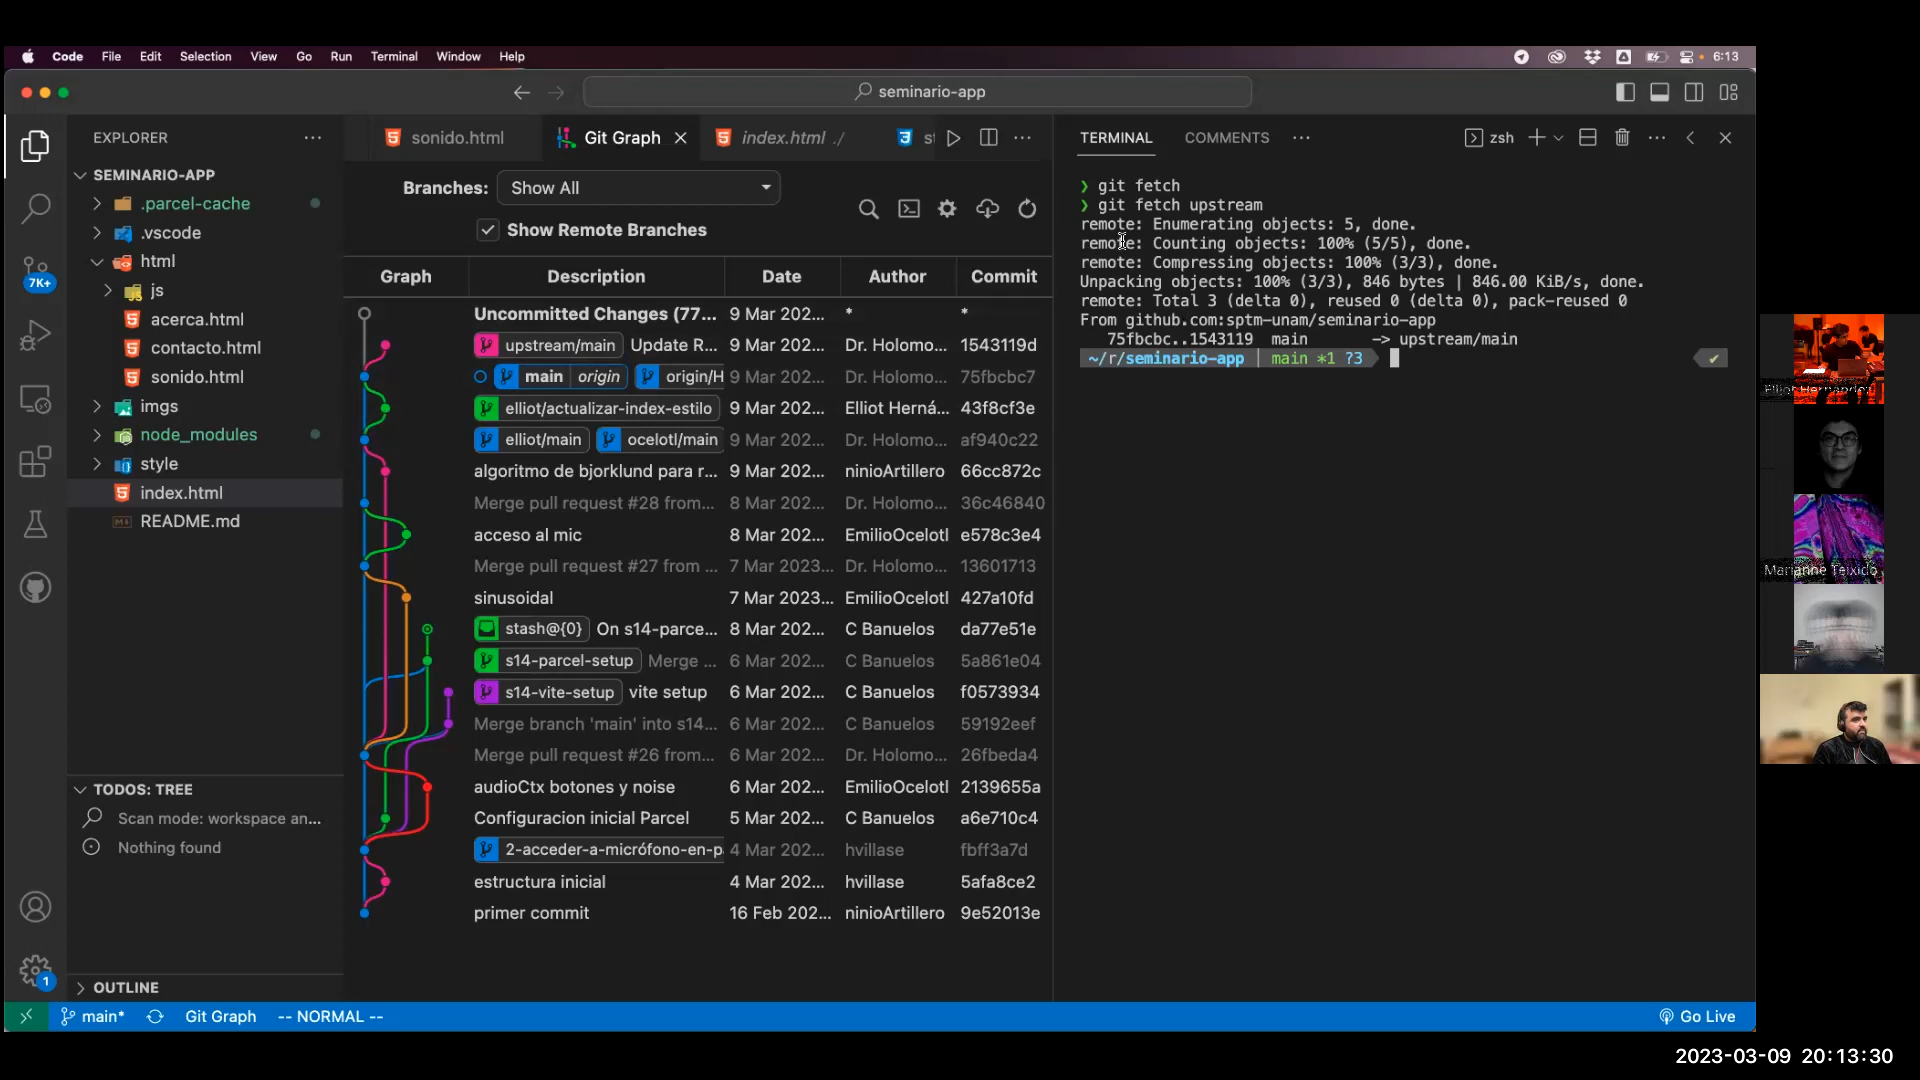 Code File Edit Selection View Go Run Terminal Window Help 6:13
seminario-app
EXPLORER
SEMINARIO-APP
.parcel-cache
.vscode
html
js
acerca.html
contacto.html
sonido.html
imgs
node_modules
style
index.html
README.md
7K+
TODOS: TREE
Scan mode: workspace an...
Nothing found
OUTLINE
1
sonido.html Git Graph index.html ./ st
Branches: Show All
Show Remote Branches
Graph Description Date Author Commit
Uncommitted Changes (77... 9 Mar 202... * *
upstream/main Update R... 9 Mar 202... Dr. Holomo... 1543119d
main origin origin/H 9 Mar 202... Dr. Holomo... 75fbcbc7
elliot/actualizar-index-estilo 9 Mar 202... Elliot Herná... 43f8cf3e
elliot/main ocelotl/main 9 Mar 202... Dr. Holomo... af940c22
algoritmo de bjorklund para r... 9 Mar 202... ninioArtillero 66cc872c
Merge pull request #28 from... 8 Mar 202... Dr. Holomo... 36c46840
acceso al mic 8 Mar 202... EmilioOcelotl e578c3e4
Merge pull request #27 from ... 7 Mar 2023... Dr. Holomo... 13601713
sinusoidal 7 Mar 2023... EmilioOcelotl 427a10fd
stash@{0} On s14-parce... 8 Mar 202... C Banuelos da77e51e
s14-parcel-setup Merge ... 6 Mar 202... C Banuelos 5a861e04
s14-vite-setup vite setup 6 Mar 202... C Banuelos f0573934
Merge branch 'main' into s14... 6 Mar 202... C Banuelos 59192eef
Merge pull request #26 from... 6 Mar 202... Dr. Holomo... 26fbeda4
audioCtx botones y noise 6 Mar 202... EmilioOcelotl 2139655a
Configuracion inicial Parcel 5 Mar 202... C Banuelos a6e710c4
2-acceder-a-micrófono-en-p 4 Mar 202... hvillase fbff3a7d
estructura inicial 4 Mar 202... hvillase 5afa8ce2
primer commit 16 Feb 202... ninioArtillero 9e52013e
TERMINAL COMMENTS zsh
❯ git fetch
❯ git fetch upstream
remote: Enumerating objects: 5, done.
remote: Counting objects: 100% (5/5), done.
remote: Compressing objects: 100% (3/3), done.
Unpacking objects: 100% (3/3), 846 bytes | 846.00 KiB/s, done.
remote: Total 3 (delta 0), reused 0 (delta 0), pack-reused 0
From github.com:sptm-unam/seminario-app
75fbcbc..1543119 main -> upstream/main
~/r/seminario-app | main *1 ?3
Elliot Hernández
Marianne Teixido
main* Git Graph -- NORMAL -- Go Live
2023-03-09 20:13:30